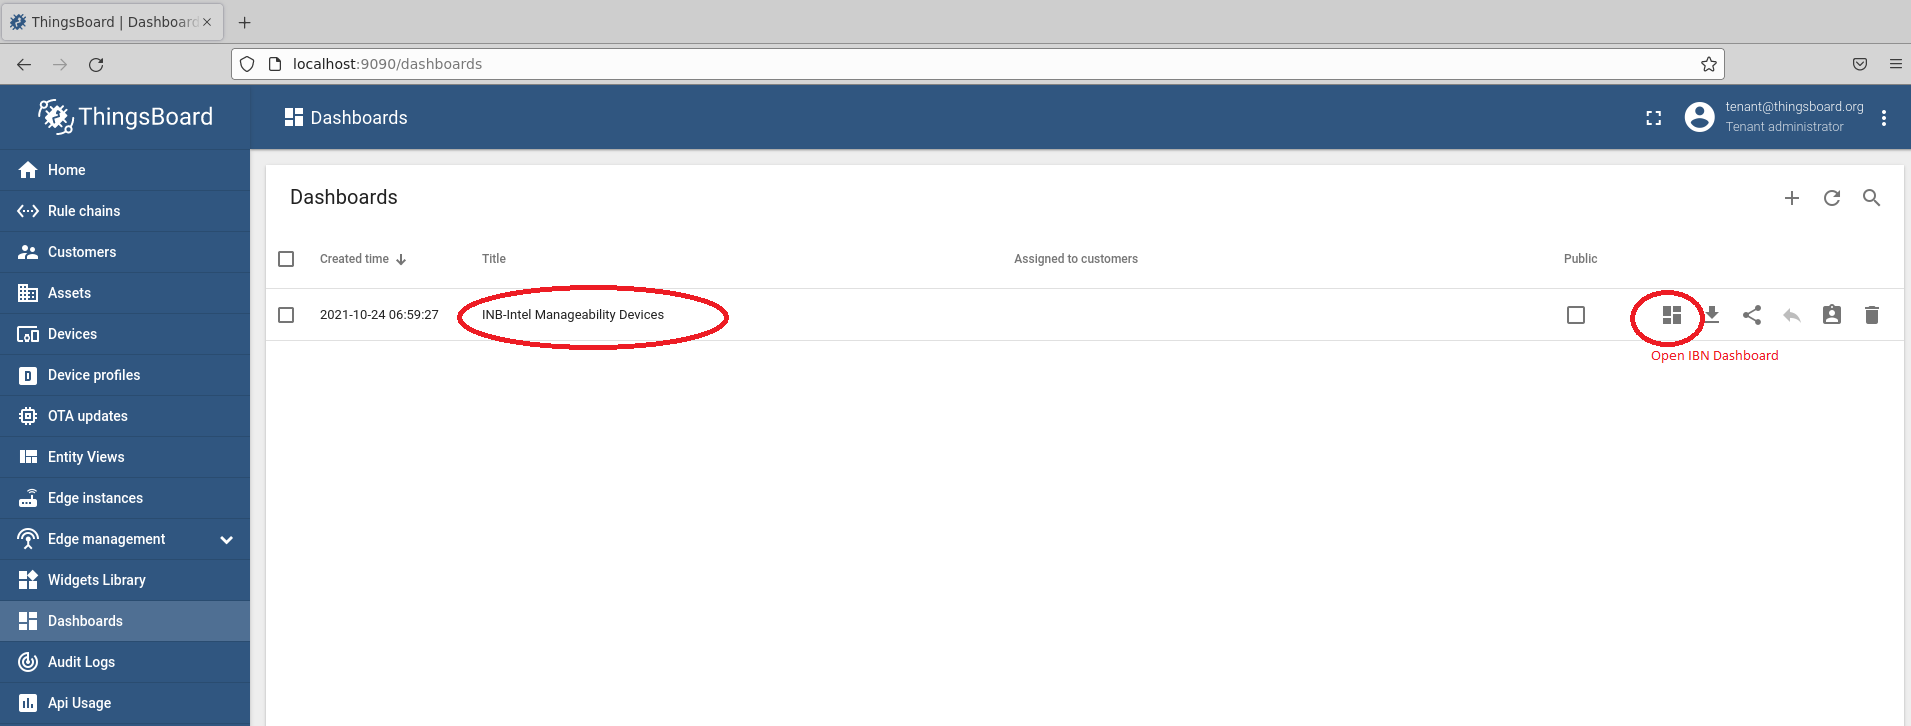 ThingsBoard | Dashboard
localhost:9090/dashboards
ThingsBoard
Dashboards
tenant@thingsboard.org
Tenant administrator
Home
Rule chains
Customers
Assets
Devices
Device profiles
OTA updates
Entity Views
Edge instances
Edge management
Widgets Library
Dashboards
Audit Logs
Api Usage
Dashboards
Created time Title Assigned to customers Public
2021-10-24 06:59:27 INB-Intel Manageability Devices
Open IBN Dashboard